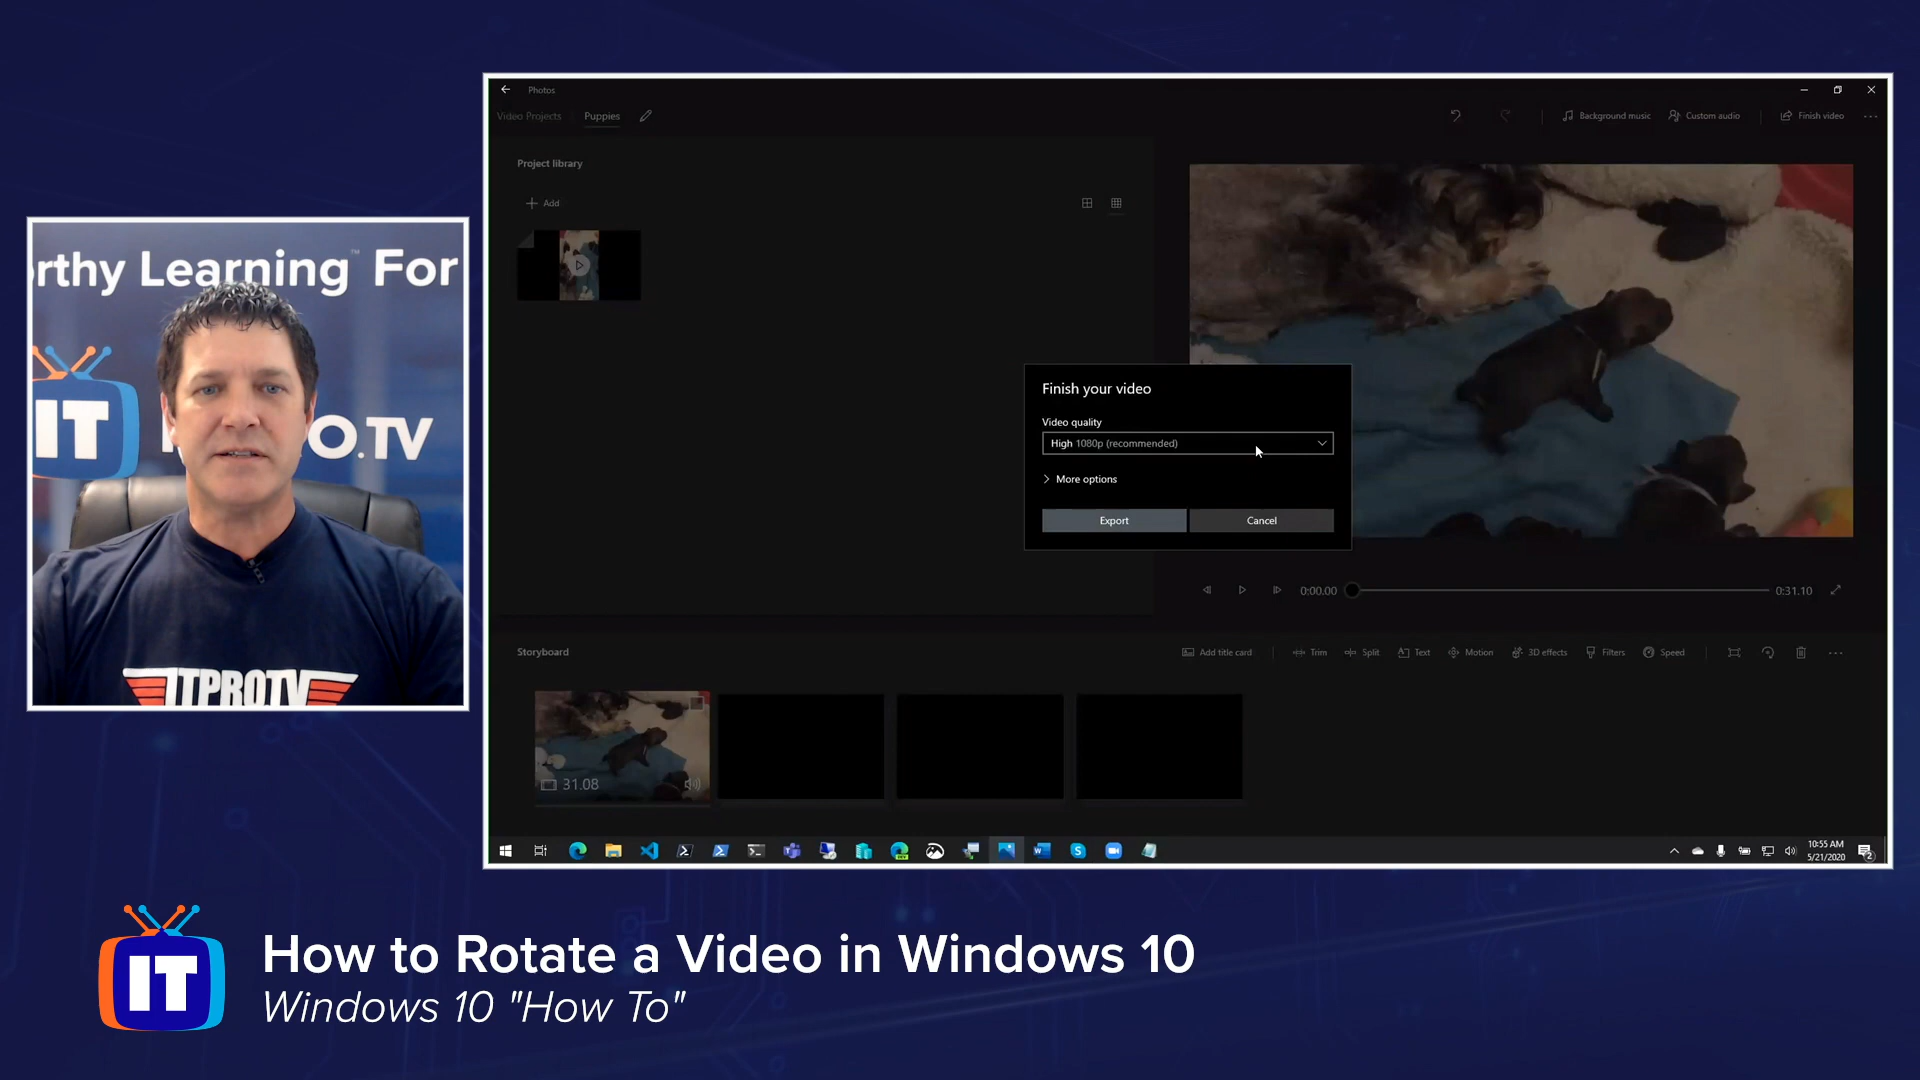 Photos
Video Projects
Puppies
Background music
Custom audio
Finish video
Project library
Add
rthy Learning™ For
IT
O.TV
ITPROTV
Finish your video
Video quality
High 1080p (recommended)
More options
Export
Cancel
0:00.00
0:31.10
Storyboard
Add title card
Trim
Split
Text
Motion
3D effects
Filters
Speed
31.08
10:55 AM
5/21/2020
2
IT
How to Rotate a Video in Windows 10
Windows 10 "How To"